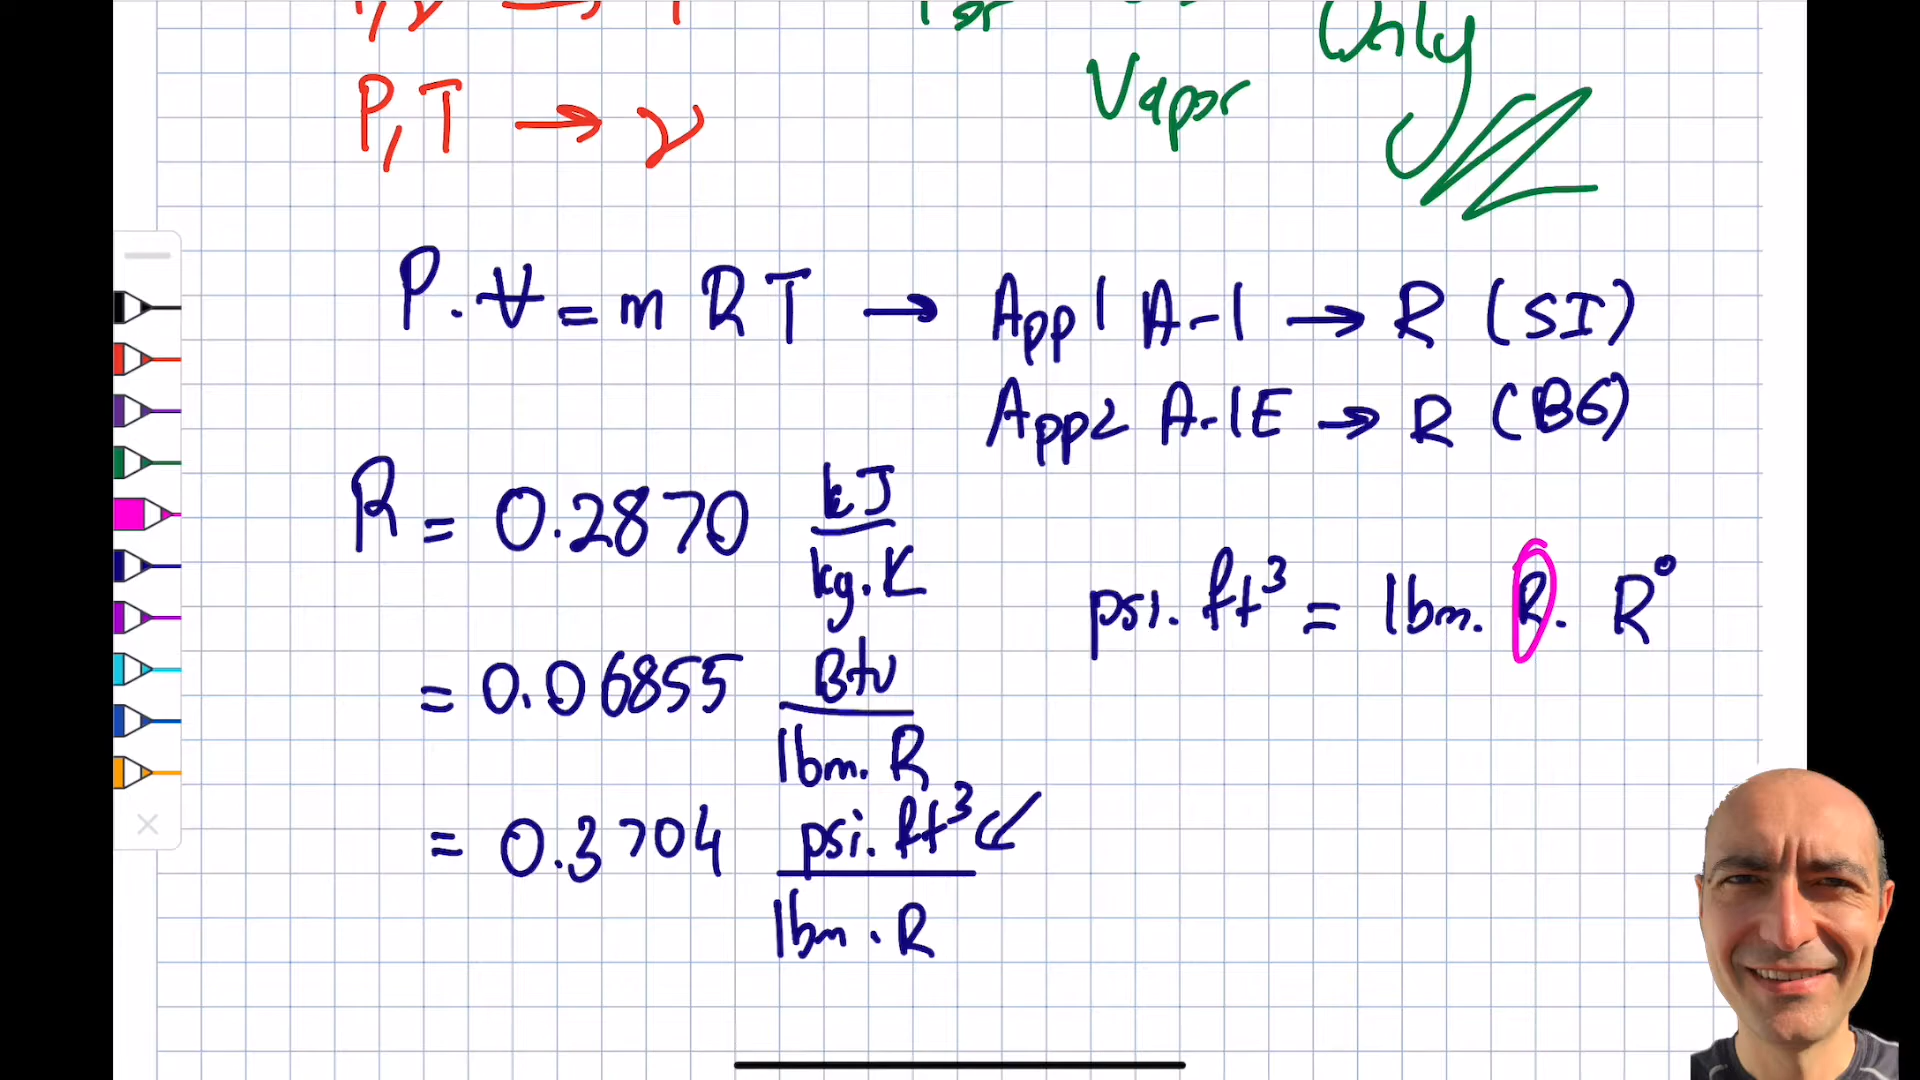 P, T → ν
Only
Vapor
P. V = m R T → App1 A-1 → R (SI)
App2 A-1E → R (BG)
R = 0.2870 kJ
kg. K
psi. ft³ = lbm. R. R°
= 0.06855 Btu
lbm. R
= 0.3704 psi. ft³
lbm. R